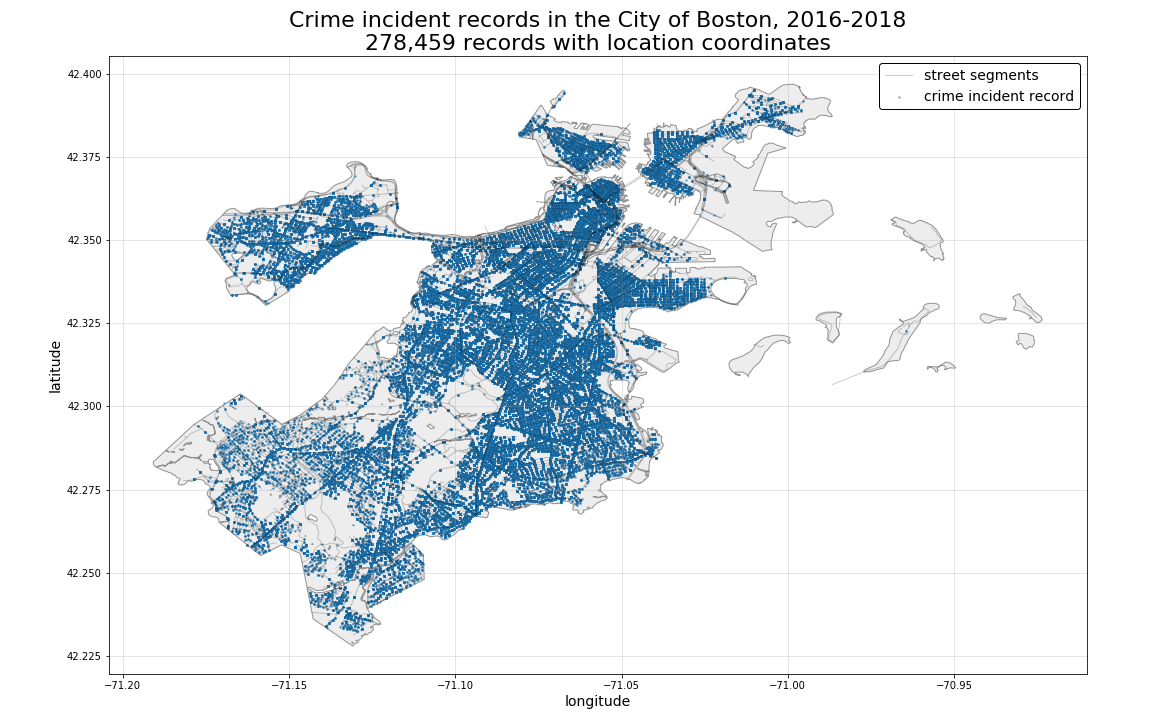 Crime incident records in the City of Boston, 2016-2018
278,459 records with location coordinates
street segments
crime incident record
42.400
42.375
42.350
42.325
42.300
42.275
42.250
42.225
latitude
−71.20
−71.15
−71.10
−71.05
−71.00
−70.95
longitude